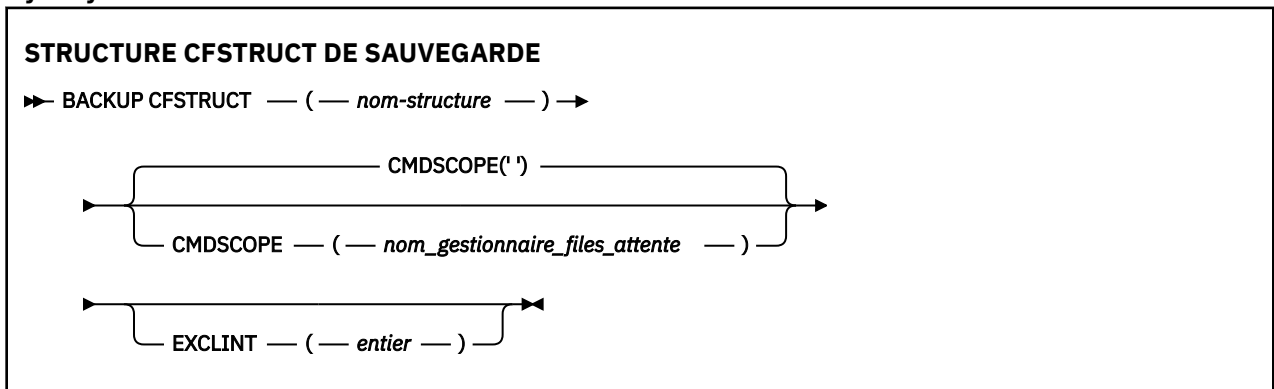 STRUCTURE CFSTRUCT DE SAUVEGARDE
BACKUP CFSTRUCT ( nom-structure )
CMDSCOPE(' ')
CMDSCOPE ( nom_gestionnaire_files_attente )
EXCLINT ( entier )